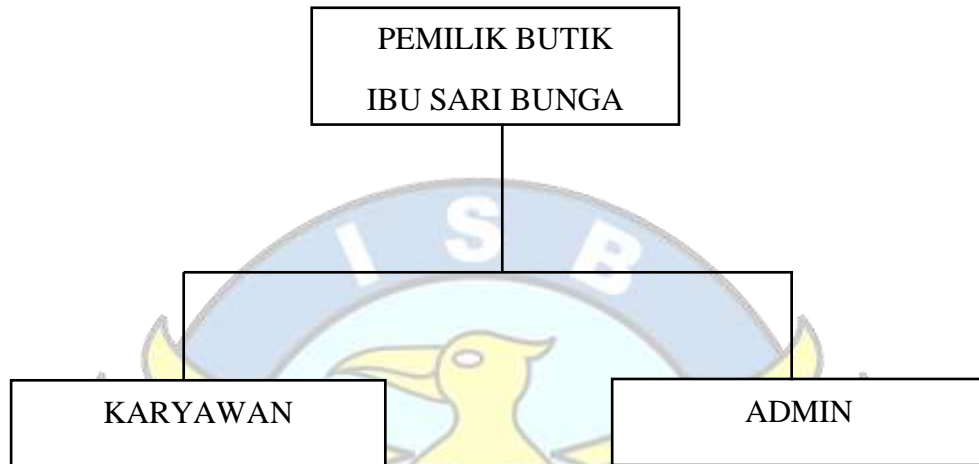 PEMILIK BUTIK
IBU SARI BUNGA
I S B
KARYAWAN
ADMIN